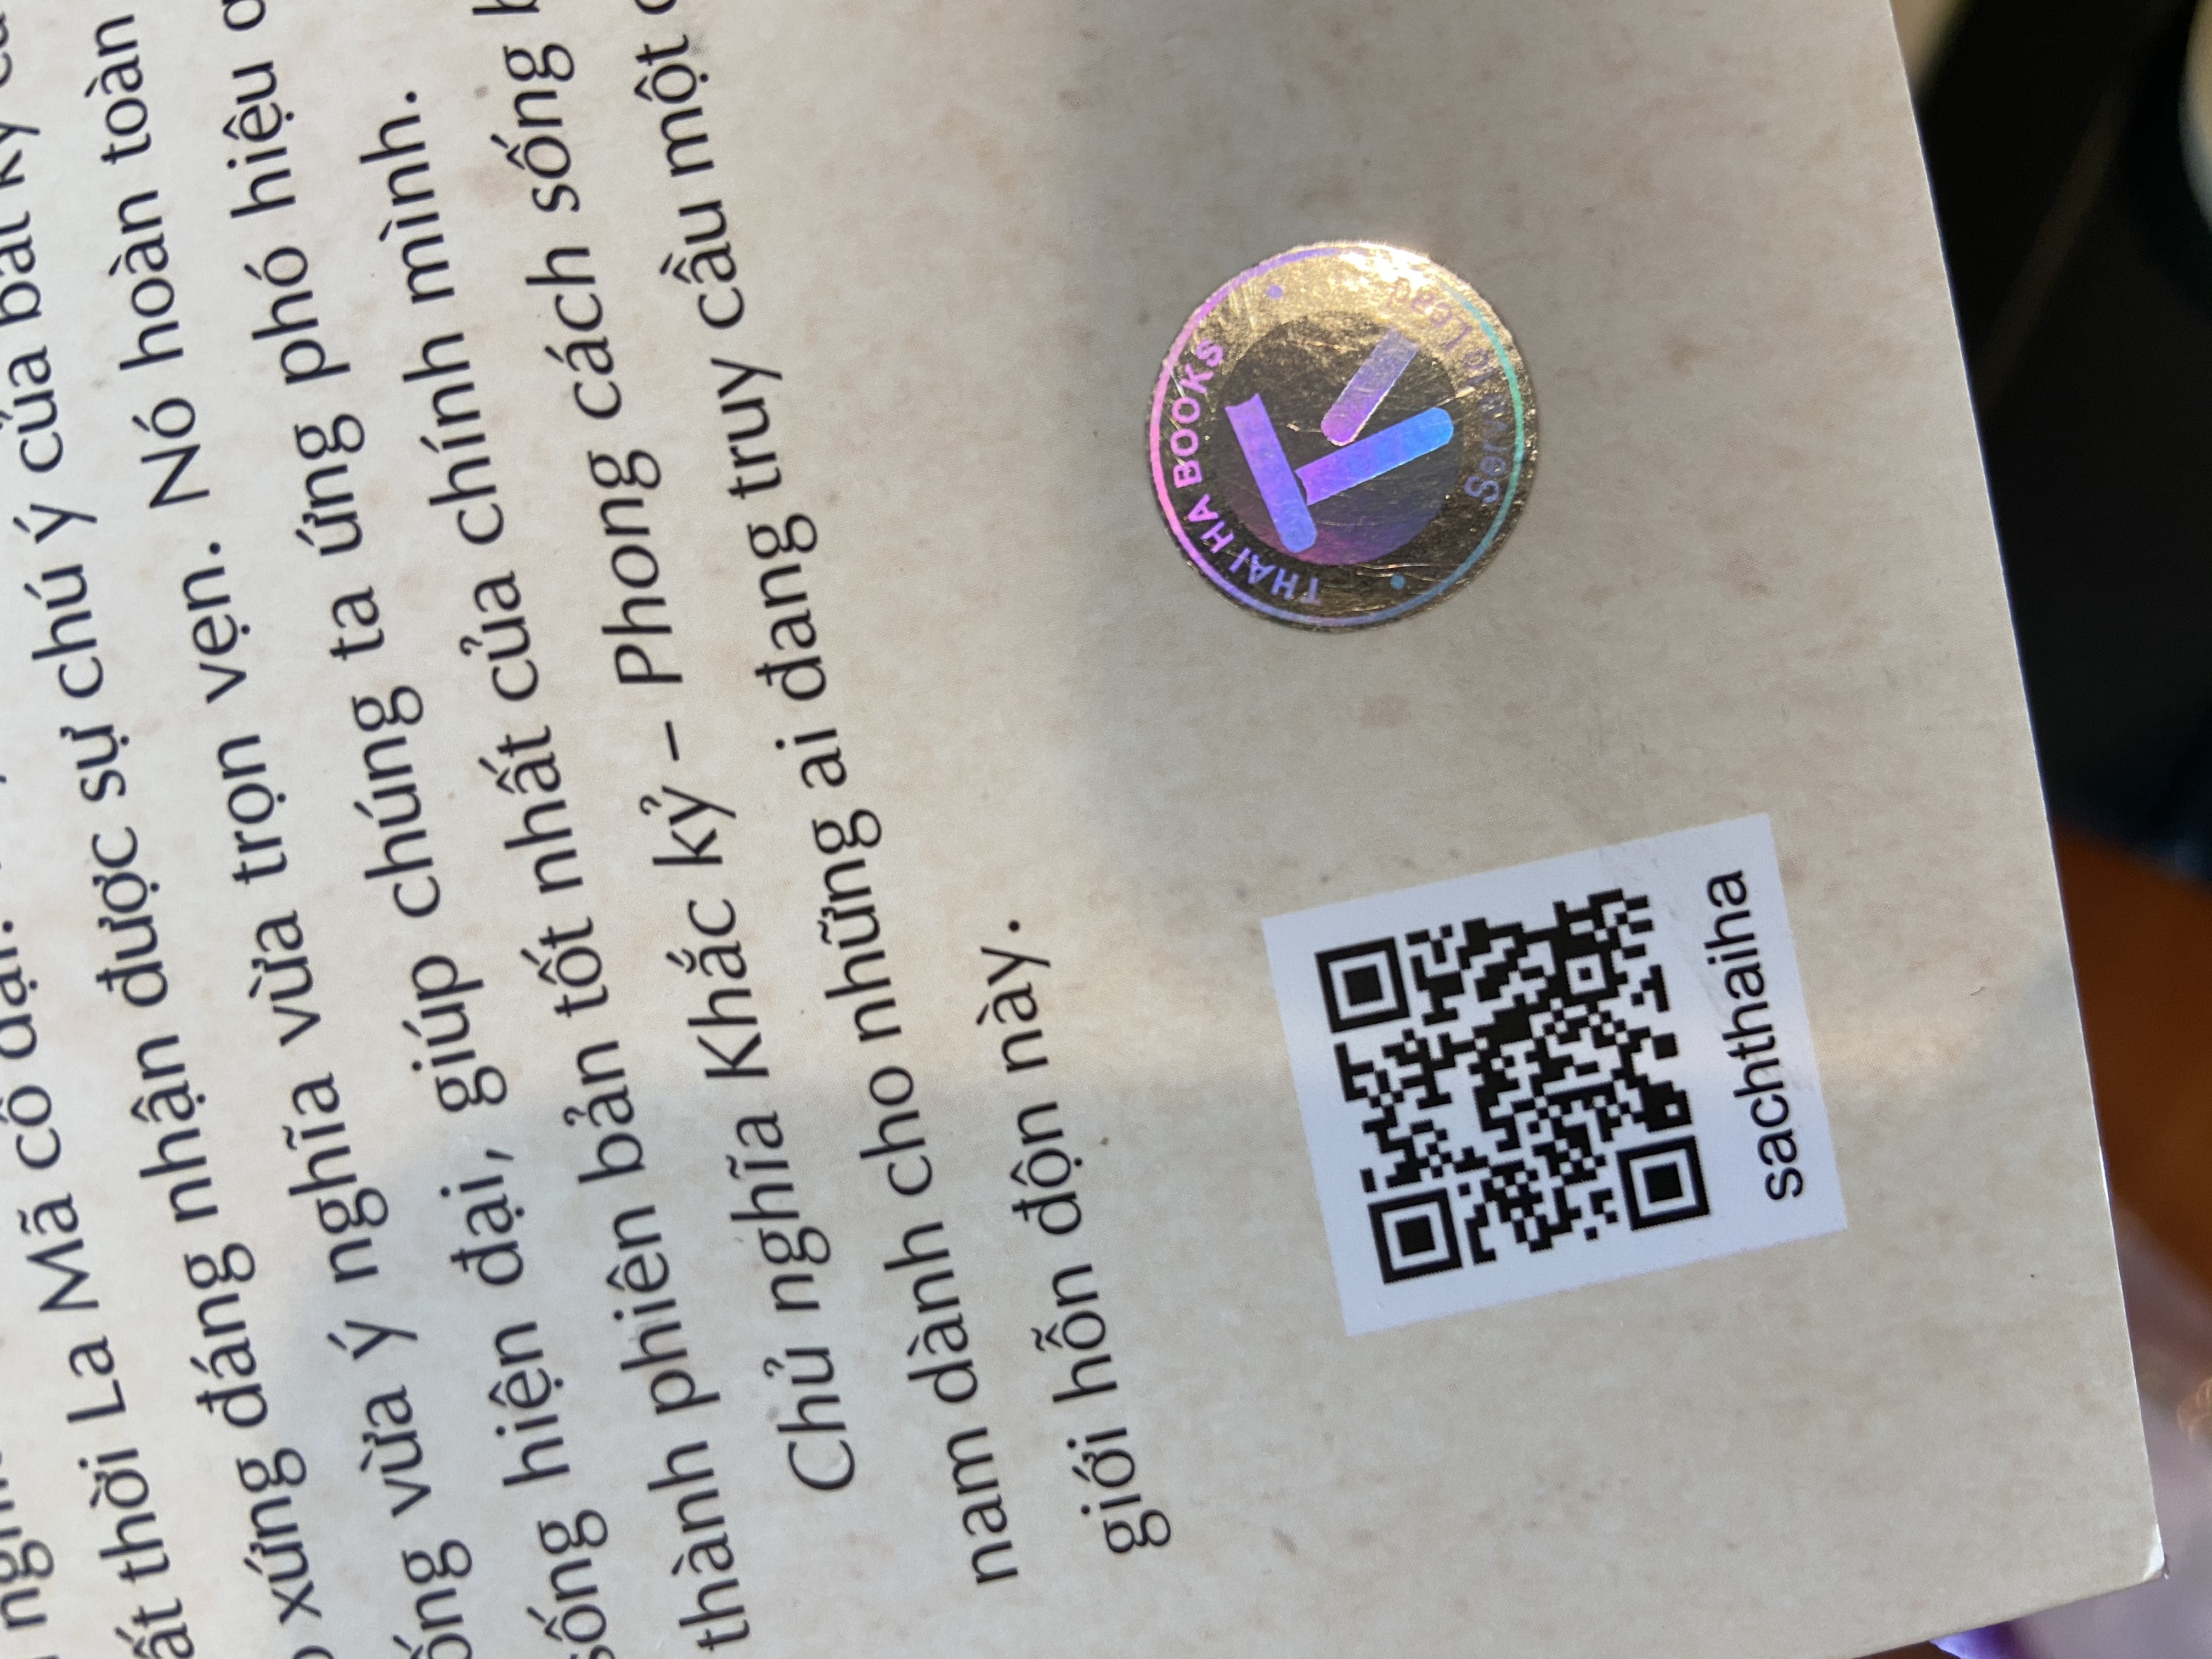 thời La Mã cổ đại.
xứng đáng nhận được sự chú ý của bất kỳ
vừa ý nghĩa vừa trọn vẹn. Nó hoàn toàn
sống hiện đại, giúp chúng ta ứng phó hiệu
thành phiên bản tốt nhất của chính mình.
Chủ nghĩa Khắc kỷ – Phong cách sống
nam dành cho những ai đang truy cầu một
giới hỗn độn này.
THAI HA BOOKS
Serve to Lead
sachthaiha